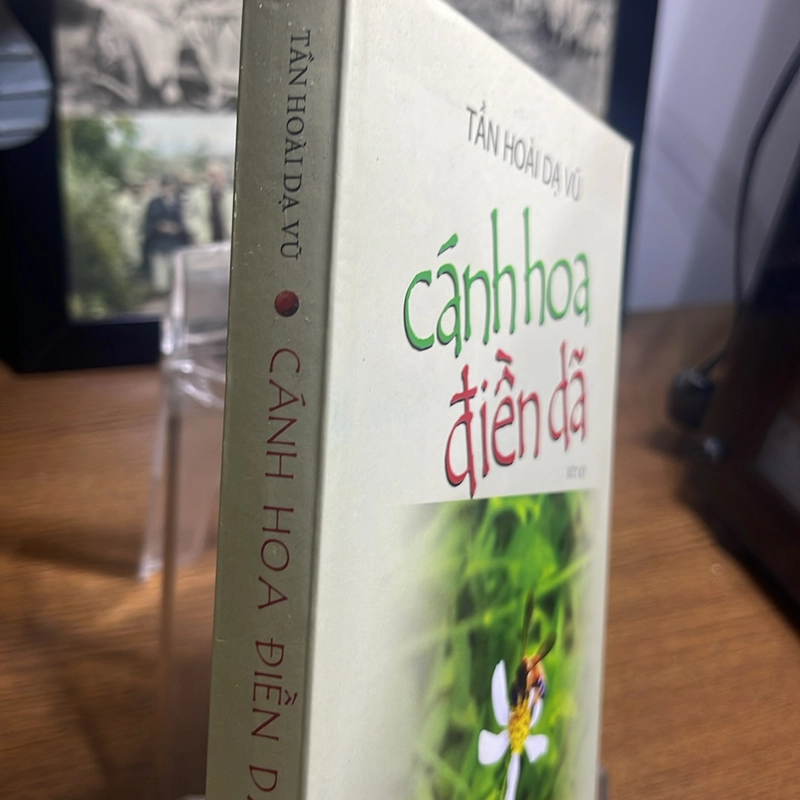 TẦN HOÀI DẠ VŨ
CÁNH HOA ĐIỀN
TẦN HOÀI DẠ VŨ
cánh hoa
điền dã